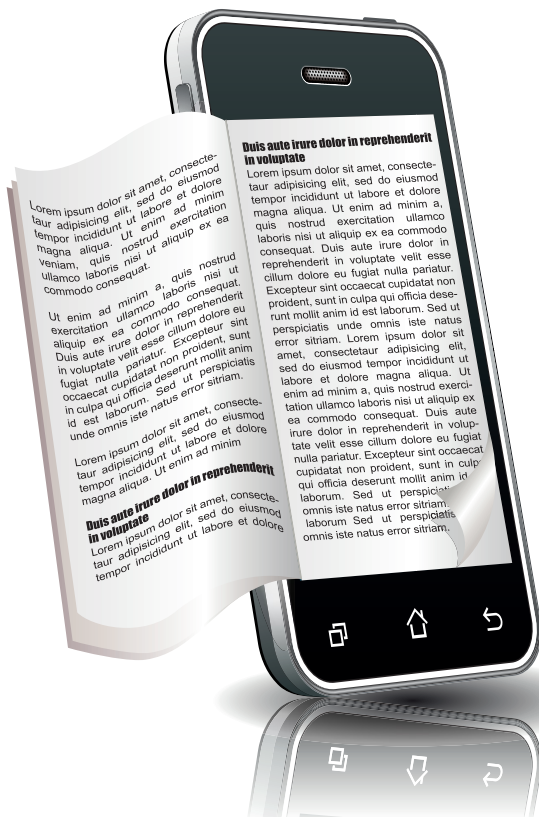 Lorem ipsum dolor sit amet, consecte-
taur adipisicing elit, sed do eiusmod
tempor incididunt ut labore et dolore
magna aliqua. Ut enim ad minim
veniam, quis nostrud exercitation
ullamco laboris nisi ut aliquip ex ea
commodo consequat.
Ut enim ad minim a, quis nostrud
exercitation ullamco laboris nisi ut
aliquip ex ea commodo consequat.
Duis aute irure dolor in reprehenderit
in voluptate velit esse cillum dolore eu
fugiat nulla pariatur. Excepteur sint
occaecat cupidatat non proident, sunt
in culpa qui officia deserunt mollit anim
id est laborum. Sed ut perspiciatis
unde omnis iste natus error sitriam.
Lorem ipsum dolor sit amet, consecte-
taur adipisicing elit, sed do eiusmod
tempor incididunt ut labore et dolore
magna aliqua. Ut enim ad minim
Duis aute irure dolor in reprehenderit
in voluptate
Lorem ipsum dolor sit amet, consecte-
taur adipisicing elit, sed do eiusmod
tempor incididunt ut labore et dolore
Duis aute irure dolor in reprehenderit
in voluptate
Lorem ipsum dolor sit amet, consecte-
taur adipisicing elit, sed do eiusmod
tempor incididunt ut labore et dolore
magna aliqua. Ut enim ad minim a,
quis nostrud exercitation ullamco
laboris nisi ut aliquip ex ea commodo
consequat. Duis aute irure dolor in
reprehenderit in voluptate velit esse
cillum dolore eu fugiat nulla pariatur.
Excepteur sint occaecat cupidatat non
proident, sunt in culpa qui officia dese-
runt mollit anim id est laborum. Sed ut
perspiciatis unde omnis iste natus
error sitriam. Lorem ipsum dolor sit
amet, consectetaur adipisicing elit,
sed do eiusmod tempor incididunt ut
labore et dolore magna aliqua. Ut
enim ad minim a, quis nostrud exerci-
tation ullamco laboris nisi ut aliquip ex
ea commodo consequat. Duis aute
irure dolor in reprehenderit in volup-
tate velit esse cillum dolore eu fugiat
nulla pariatur. Excepteur sint occaecat
cupidatat non proident, sunt in culp
qui officia deserunt mollit anim id
laborum. Sed ut perspiciatis
omnis iste natus error sitriam.
laborum Sed ut perspiciatis
omnis iste natus error sitriam.